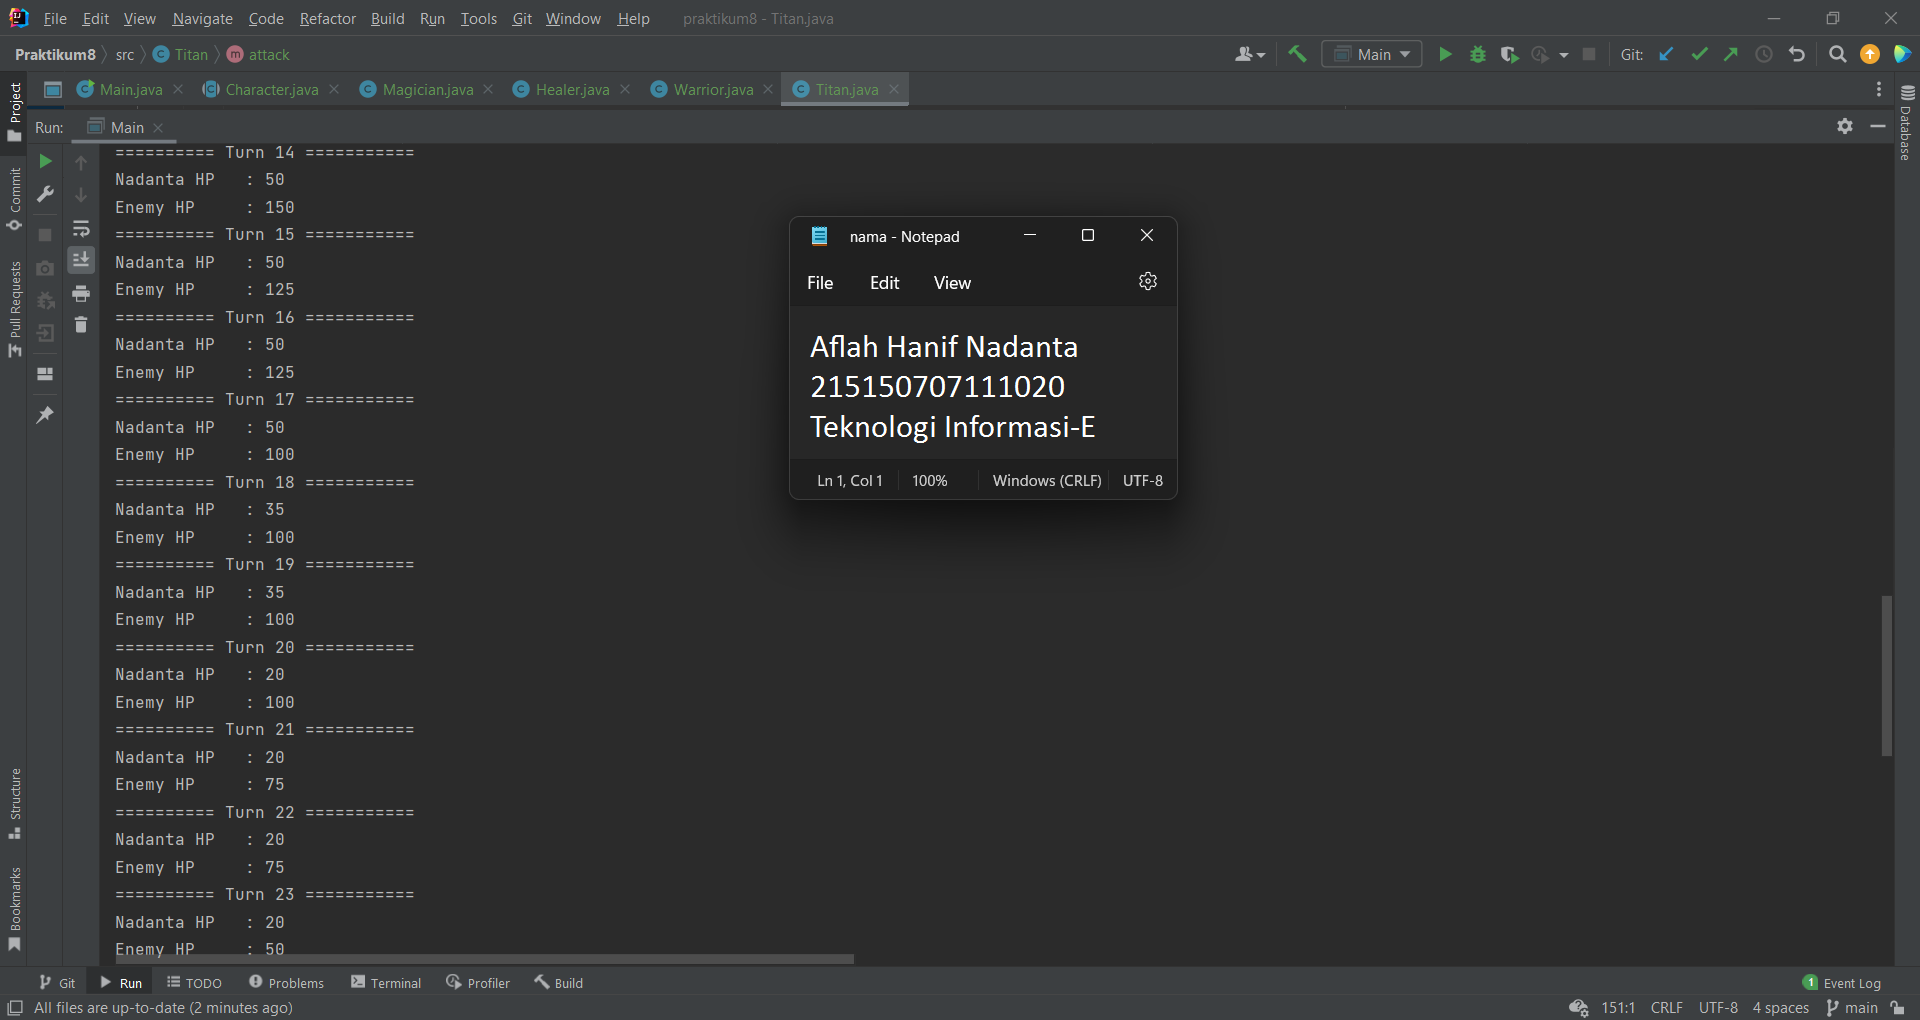 File Edit View Navigate Code Refactor Build Run Tools Git Window Help praktikum8 - Titan.java
Praktikum8 src Titan attack
Main Git:
Main.java Character.java Magician.java Healer.java Warrior.java Titan.java
Run: Main
Project
Commit
Pull Requests
Structure
Bookmarks
Database
========== Turn 14 ===========
Nadanta HP : 50
Enemy HP : 150
========== Turn 15 ===========
Nadanta HP : 50
Enemy HP : 125
========== Turn 16 ===========
Nadanta HP : 50
Enemy HP : 125
========== Turn 17 ===========
Nadanta HP : 50
Enemy HP : 100
========== Turn 18 ===========
Nadanta HP : 35
Enemy HP : 100
========== Turn 19 ===========
Nadanta HP : 35
Enemy HP : 100
========== Turn 20 ===========
Nadanta HP : 20
Enemy HP : 100
========== Turn 21 ===========
Nadanta HP : 20
Enemy HP : 75
========== Turn 22 ===========
Nadanta HP : 20
Enemy HP : 75
========== Turn 23 ===========
Nadanta HP : 20
Enemy HP : 50
nama - Notepad
File Edit View
Aflah Hanif Nadanta
215150707111020
Teknologi Informasi-E
Ln 1, Col 1 100% Windows (CRLF) UTF-8
Git Run TODO Problems Terminal Profiler Build 1 Event Log
All files are up-to-date (2 minutes ago) 151:1 CRLF UTF-8 4 spaces main